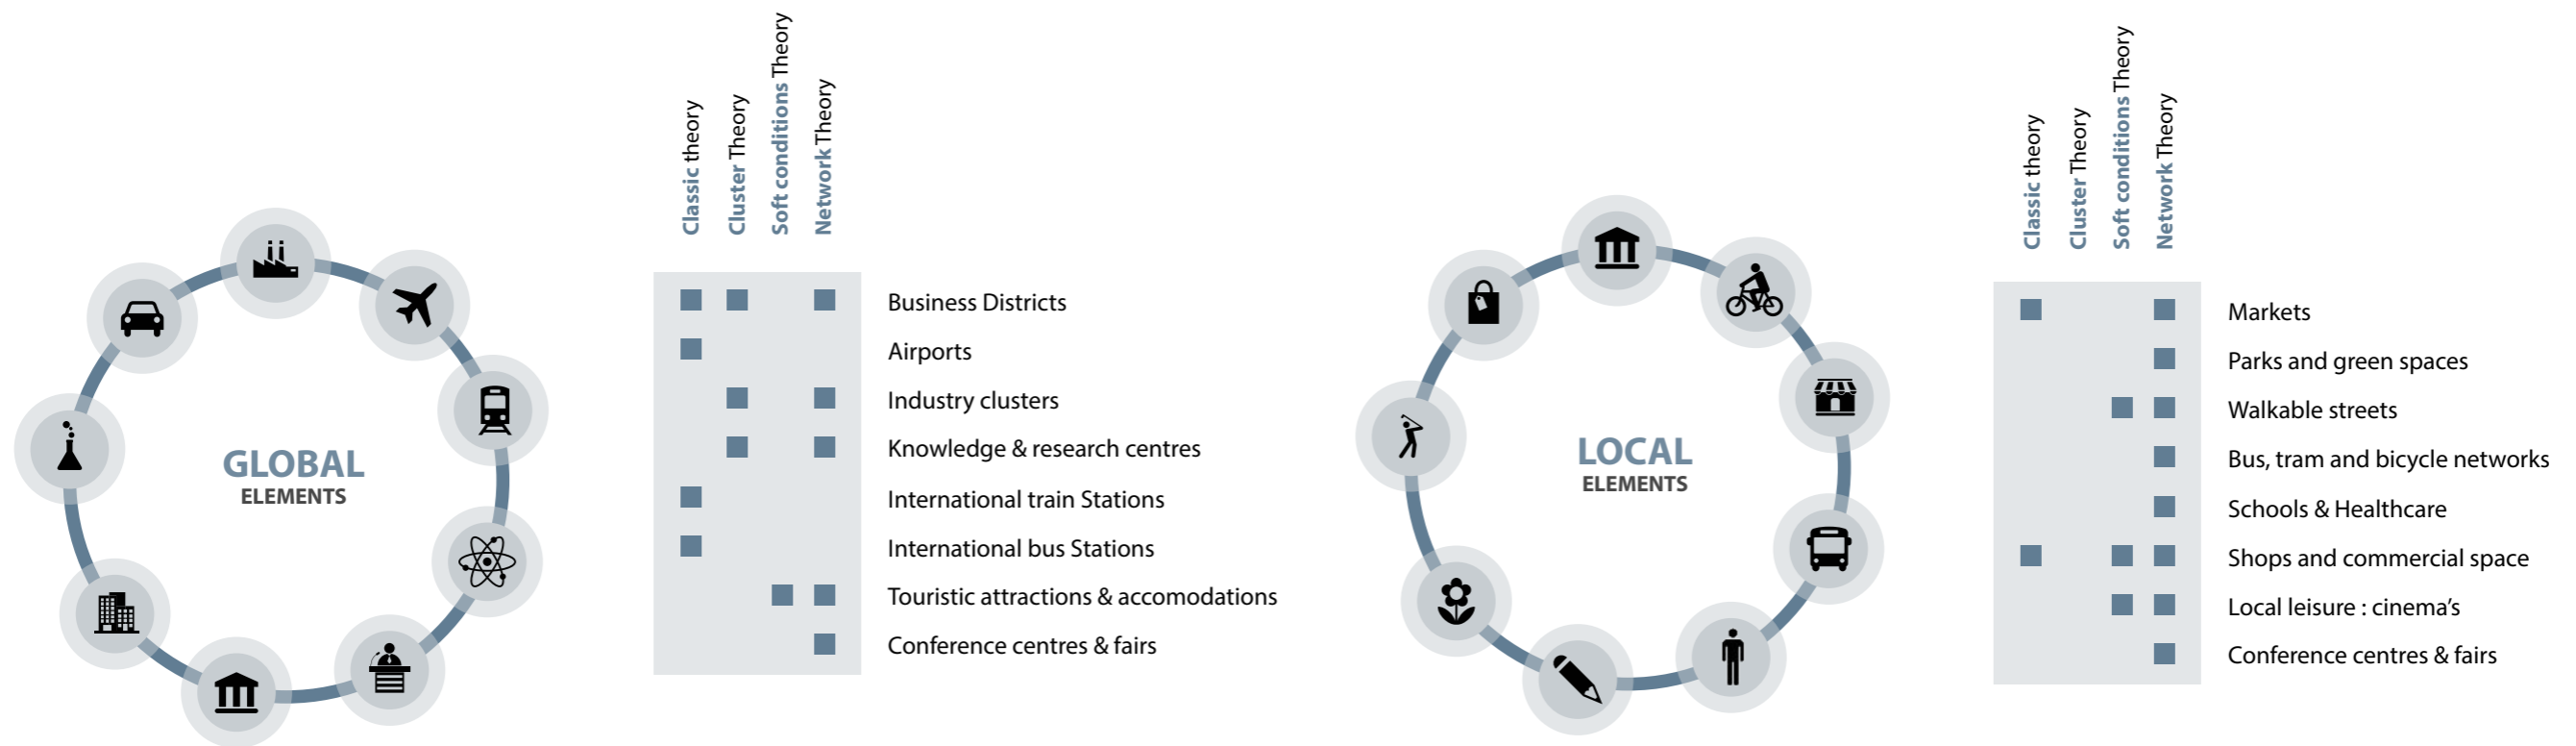 GLOBAL
ELEMENTS
Classic theory
Cluster Theory
Soft conditions Theory
Network Theory
Business Districts
Airports
Industry clusters
Knowledge & research centres
International train Stations
International bus Stations
Touristic attractions & accomodations
Conference centres & fairs
LOCAL
ELEMENTS
Classic theory
Cluster Theory
Soft conditions Theory
Network Theory
Markets
Parks and green spaces
Walkable streets
Bus, tram and bicycle networks
Schools & Healthcare
Shops and commercial space
Local leisure : cinema’s
Conference centres & fairs